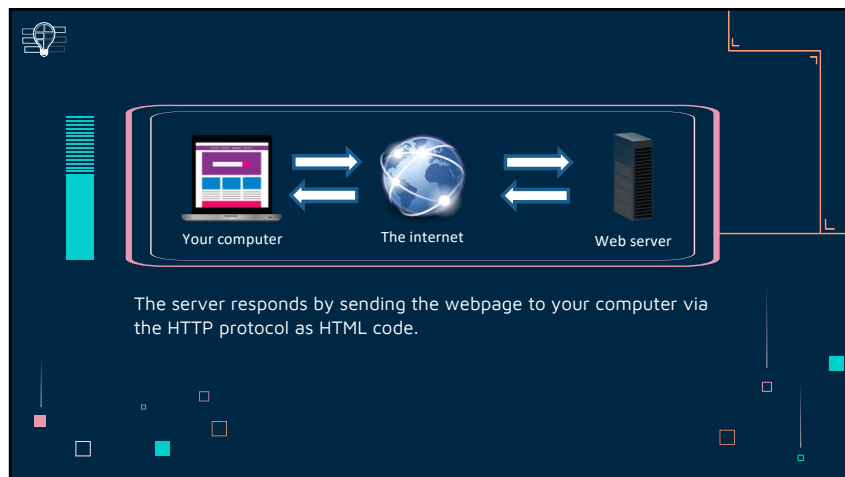 Your computer
The internet
Web server
The server responds by sending the webpage to your computer via
the HTTP protocol as HTML code.